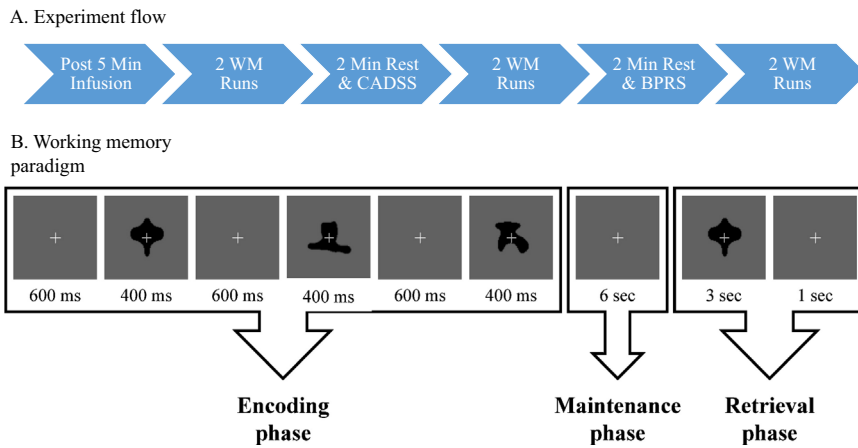 A. Experiment flow
Post 5 Min
Infusion
2 WM
Runs
2 Min Rest
& CADSS
2 WM
Runs
2 Min Rest
& BPRS
2 WM
Runs
B. Working memory
paradigm
600 ms
400 ms
600 ms
400 ms
600 ms
400 ms
6 sec
3 sec
1 sec
Encoding
phase
Maintenance
phase
Retrieval
phase